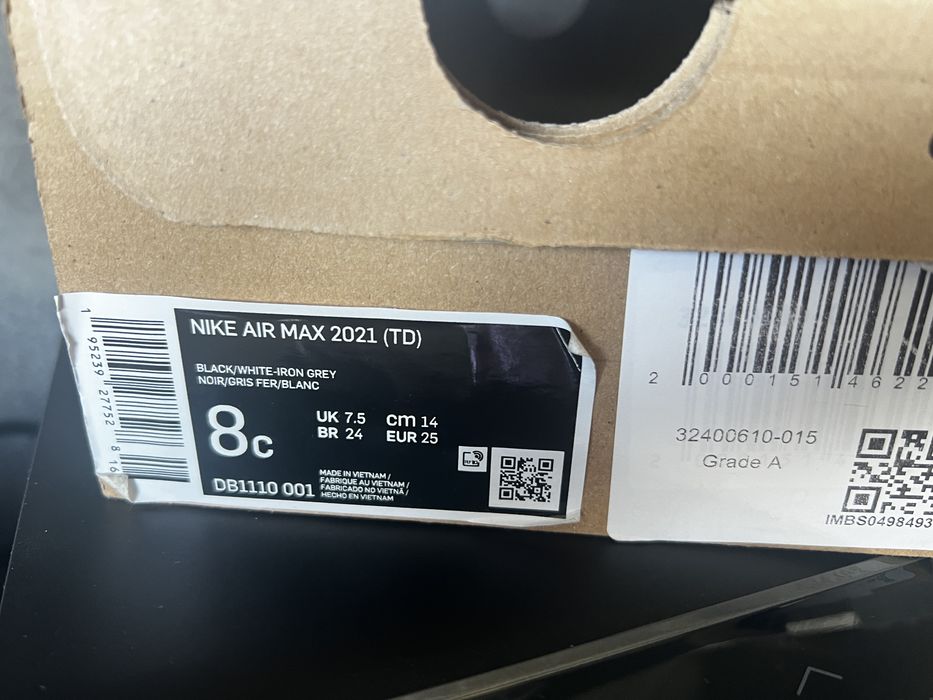 NIKE AIR MAX 2021 (TD)
BLACK/WHITE-IRON GREY
NOIR/GRIS FER/BLANC
8C
UK 7.5 cm 14
BR 24 EUR 25
DB1110 001
MADE IN VIETNAM /
FABRIQUE AU VIETNAM /
FABRICADO NO VIETNÃ /
HECHO EN VIETNAM
1 95239 27752 8 16
2 000151 4622
32400610-015
Grade A
IMBS0498493